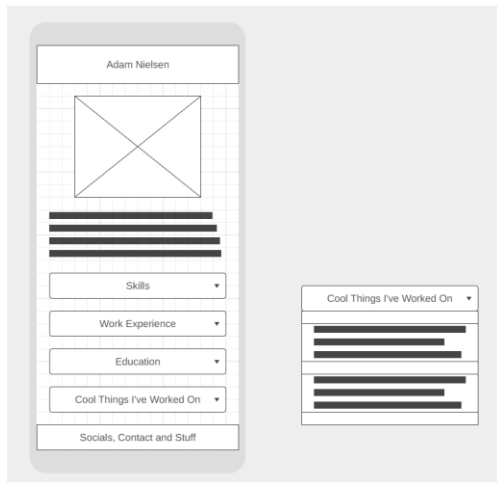 Adam Nielsen
Skills
Work Experience
Education
Cool Things I've Worked On
Socials, Contact and Stuff
Cool Things I've Worked On